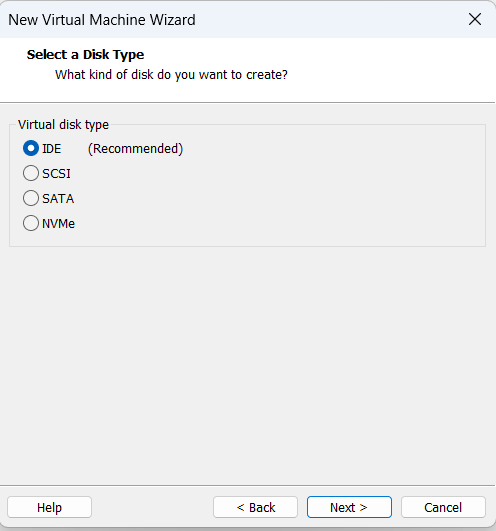 New Virtual Machine Wizard
Select a Disk Type
What kind of disk do you want to create?
Virtual disk type
IDE (Recommended)
SCSI
SATA
NVMe
Help < Back Next > Cancel